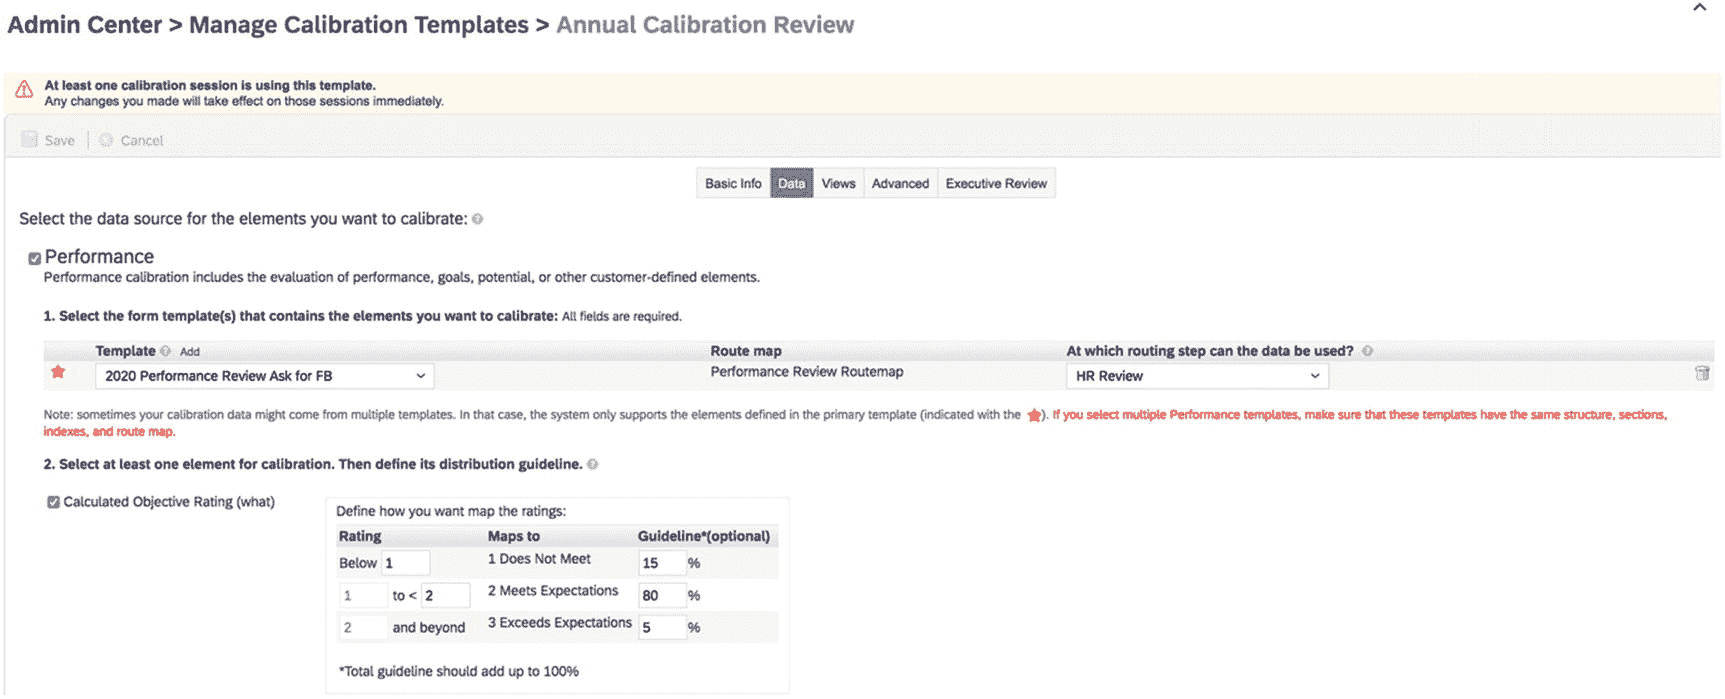 Admin Center > Manage Calibration Templates > Annual Calibration Review
At least one calibration session is using this template.
Any changes you made will take effect on those sessions immediately.
Save Cancel
Basic Info Data Views Advanced Executive Review
Select the data source for the elements you want to calibrate:
Performance
Performance calibration includes the evaluation of performance, goals, potential, or other customer-defined elements.
1. Select the form template(s) that contains the elements you want to calibrate: All fields are required.
Template Add Route map At which routing step can the data be used?
2020 Performance Review Ask for FB Performance Review Routemap HR Review
Note: sometimes your calibration data might come from multiple templates. In that case, the system only supports the elements defined in the primary template (indicated with the ). If you select multiple Performance templates, make sure that these templates have the same structure, sections,
indexes, and route map.
2. Select at least one element for calibration. Then define its distribution guideline.
Calculated Objective Rating (what)
Define how you want map the ratings:
Rating Maps to Guideline*(optional)
Below 1 1 Does Not Meet 15 %
1 to < 2 2 Meets Expectations 80 %
2 and beyond 3 Exceeds Expectations 5 %
*Total guideline should add up to 100%